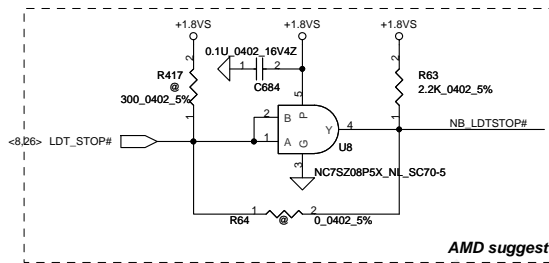 +1.8VS +1.8VS +1.8VS
0.1U_0402_16V4Z
1 2
C684
2
R417
@
300_0402_5%
1
2
R63
2.2K_0402_5%
1
5
P
2 B
1 A
Y 4
G
3
U8
NB_LDTSTOP#
<8,26> LDT_STOP#
NC7SZ08P5X_NL_SC70-5
R64 1 @ 2 0_0402_5%
AMD suggest